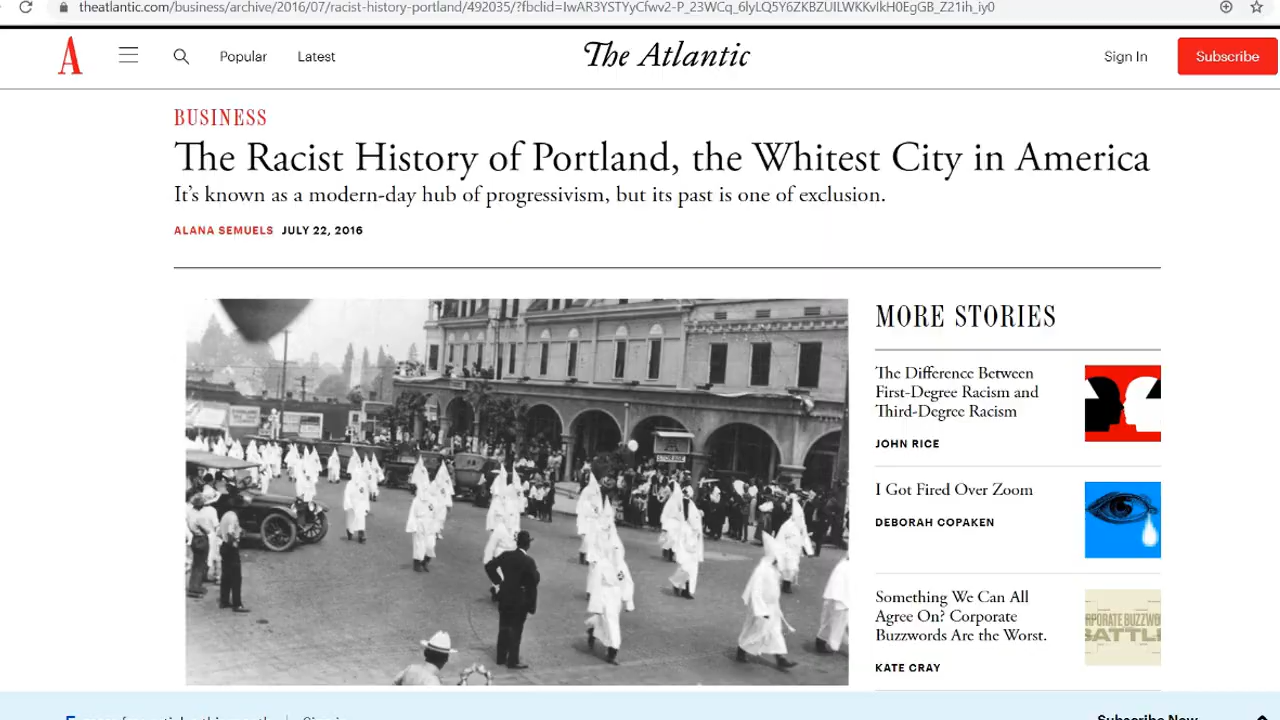 theatlantic.com/business/archive/2016/07/racist-history-portland/492035/?fbclid=IwAR3YSTYyCfwv2-P_23WCq_6lyLQ5Y6ZKBZUILWKKvIkH0EgGB_Z21ih_iy0
A Popular Latest The Atlantic Sign In Subscribe
BUSINESS
The Racist History of Portland, the Whitest City in America
It's known as a modern-day hub of progressivism, but its past is one of exclusion.
ALANA SEMUELS JULY 22, 2016
MORE STORIES
The Difference Between
First-Degree Racism and
Third-Degree Racism
JOHN RICE
I Got Fired Over Zoom
DEBORAH COPAKEN
Something We Can All
Agree On? Corporate
Buzzwords Are the Worst.
KATE CRAY
STORAGE
Subscribe Now